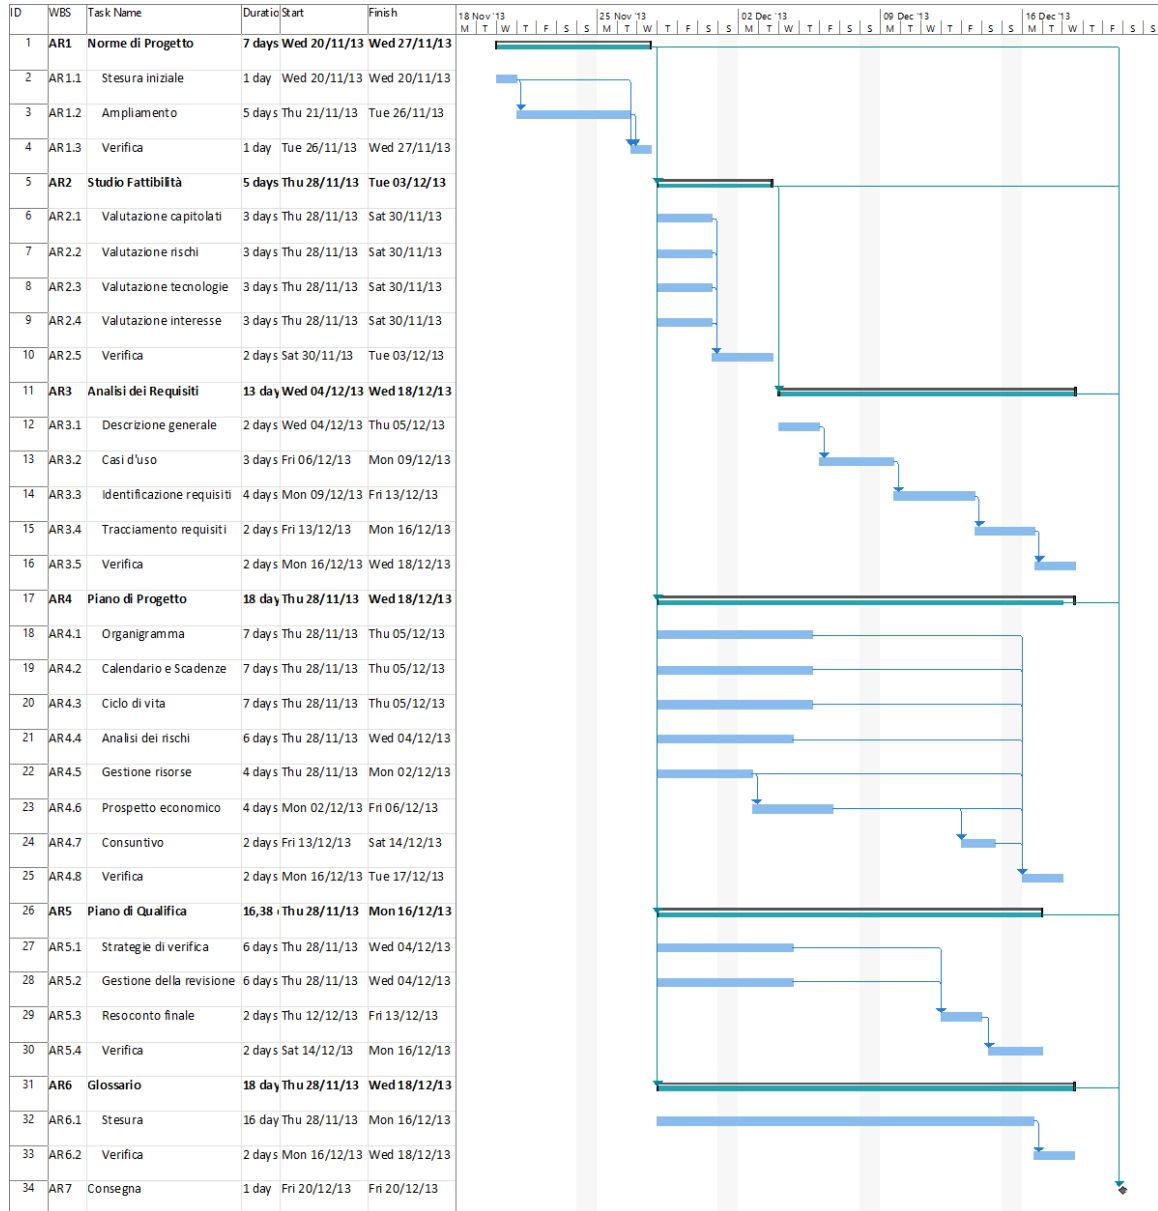 ID WBS Task Name Duratio Start Finish 18 Nov '13 25 Nov '13 02 Dec '13 09 Dec '13 16 Dec '13
M T W T F S S M T W T F S S M T W T F S S M T W T F S S M T W T F S S
1 AR1 Norme di Progetto 7 days Wed 20/11/13 Wed 27/11/13
2 AR1.1 Stesura iniziale 1 day Wed 20/11/13 Wed 20/11/13
3 AR1.2 Ampliamento 5 days Thu 21/11/13 Tue 26/11/13
4 AR1.3 Verifica 1 day Tue 26/11/13 Wed 27/11/13
5 AR2 Studio Fattibilità 5 days Thu 28/11/13 Tue 03/12/13
6 AR2.1 Valutazione capitolati 3 days Thu 28/11/13 Sat 30/11/13
7 AR2.2 Valutazione rischi 3 days Thu 28/11/13 Sat 30/11/13
8 AR2.3 Valutazione tecnologie 3 days Thu 28/11/13 Sat 30/11/13
9 AR2.4 Valutazione interesse 3 days Thu 28/11/13 Sat 30/11/13
10 AR2.5 Verifica 2 days Sat 30/11/13 Tue 03/12/13
11 AR3 Analisi dei Requisiti 13 day Wed 04/12/13 Wed 18/12/13
12 AR3.1 Descrizione generale 2 days Wed 04/12/13 Thu 05/12/13
13 AR3.2 Casi d'uso 3 days Fri 06/12/13 Mon 09/12/13
14 AR3.3 Identificazione requisiti 4 days Mon 09/12/13 Fri 13/12/13
15 AR3.4 Tracciamento requisiti 2 days Fri 13/12/13 Mon 16/12/13
16 AR3.5 Verifica 2 days Mon 16/12/13 Wed 18/12/13
17 AR4 Piano di Progetto 18 day Thu 28/11/13 Wed 18/12/13
18 AR4.1 Organigramma 7 days Thu 28/11/13 Thu 05/12/13
19 AR4.2 Calendario e Scadenze 7 days Thu 28/11/13 Thu 05/12/13
20 AR4.3 Ciclo di vita 7 days Thu 28/11/13 Thu 05/12/13
21 AR4.4 Analisi dei rischi 6 days Thu 28/11/13 Wed 04/12/13
22 AR4.5 Gestione risorse 4 days Thu 28/11/13 Mon 02/12/13
23 AR4.6 Prospetto economico 4 days Mon 02/12/13 Fri 06/12/13
24 AR4.7 Consuntivo 2 days Fri 13/12/13 Sat 14/12/13
25 AR4.8 Verifica 2 days Mon 16/12/13 Tue 17/12/13
26 AR5 Piano di Qualifica 16,38 Thu 28/11/13 Mon 16/12/13
27 AR5.1 Strategie di verifica 6 days Thu 28/11/13 Wed 04/12/13
28 AR5.2 Gestione della revisione 6 days Thu 28/11/13 Wed 04/12/13
29 AR5.3 Resoconto finale 2 days Thu 12/12/13 Fri 13/12/13
30 AR5.4 Verifica 2 days Sat 14/12/13 Mon 16/12/13
31 AR6 Glossario 18 day Thu 28/11/13 Wed 18/12/13
32 AR6.1 Stesura 16 day Thu 28/11/13 Mon 16/12/13
33 AR6.2 Verifica 2 days Mon 16/12/13 Wed 18/12/13
34 AR7 Consegna 1 day Fri 20/12/13 Fri 20/12/13